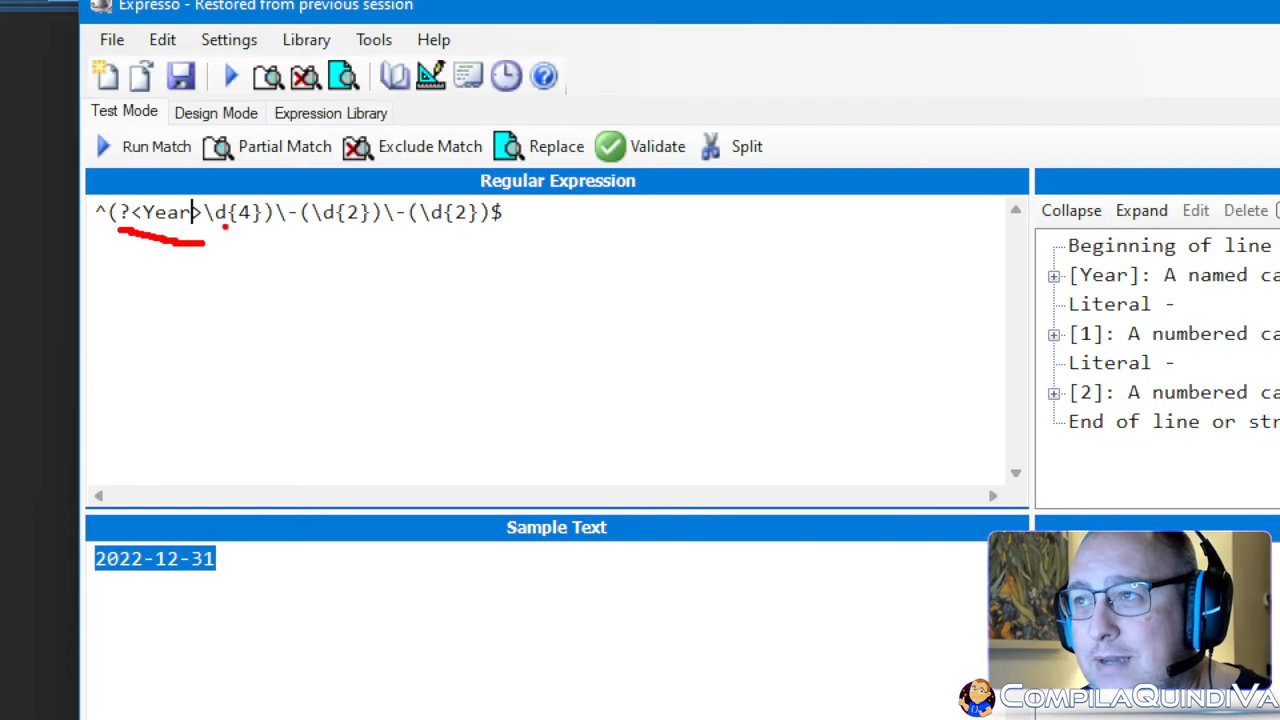 Expresso - Restored from previous session
File Edit Settings Library Tools Help
Test Mode Design Mode Expression Library
Run Match Partial Match Exclude Match Replace Validate Split
Regular Expression
^(?<Year>\d{4})\-(\d{2})\-(\d{2})$
Collapse Expand Edit Delete
Beginning of line
[Year]: A named ca
Literal -
[1]: A numbered ca
Literal -
[2]: A numbered ca
End of line or str
Sample Text
2022-12-31
COMPILAQUINDIVA